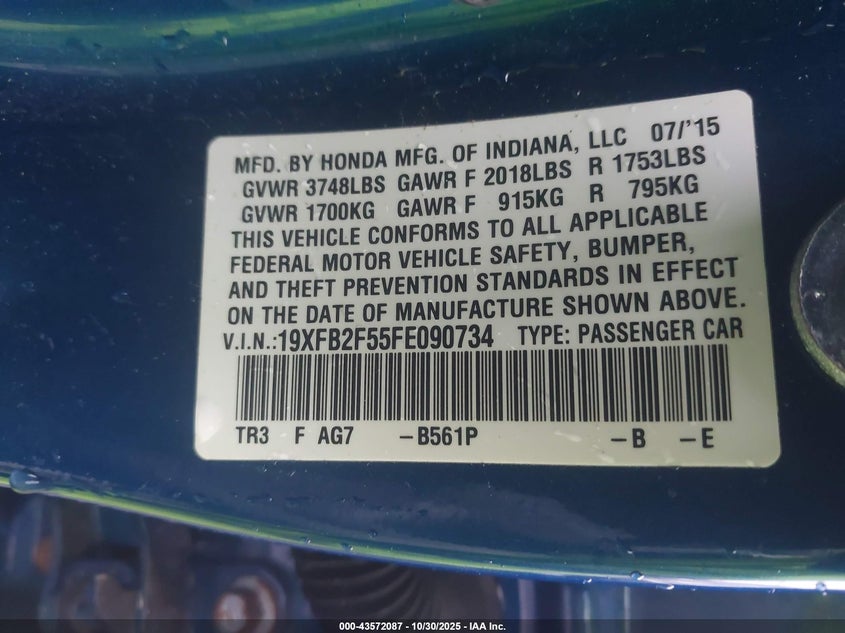 MFD. BY HONDA MFG. OF INDIANA, LLC 07/'15
GVWR 3748LBS GAWR F 2018LBS R 1753LBS
GVWR 1700KG GAWR F 915KG R 795KG
THIS VEHICLE CONFORMS TO ALL APPLICABLE
FEDERAL MOTOR VEHICLE SAFETY, BUMPER,
AND THEFT PREVENTION STANDARDS IN EFFECT
ON THE DATE OF MANUFACTURE SHOWN ABOVE.
V.I.N.:19XFB2F55FE090734 TYPE: PASSENGER CAR
TR3 F AG7 –B561P –B –E
000-43572087 - 10/30/2025 - IAA Inc.